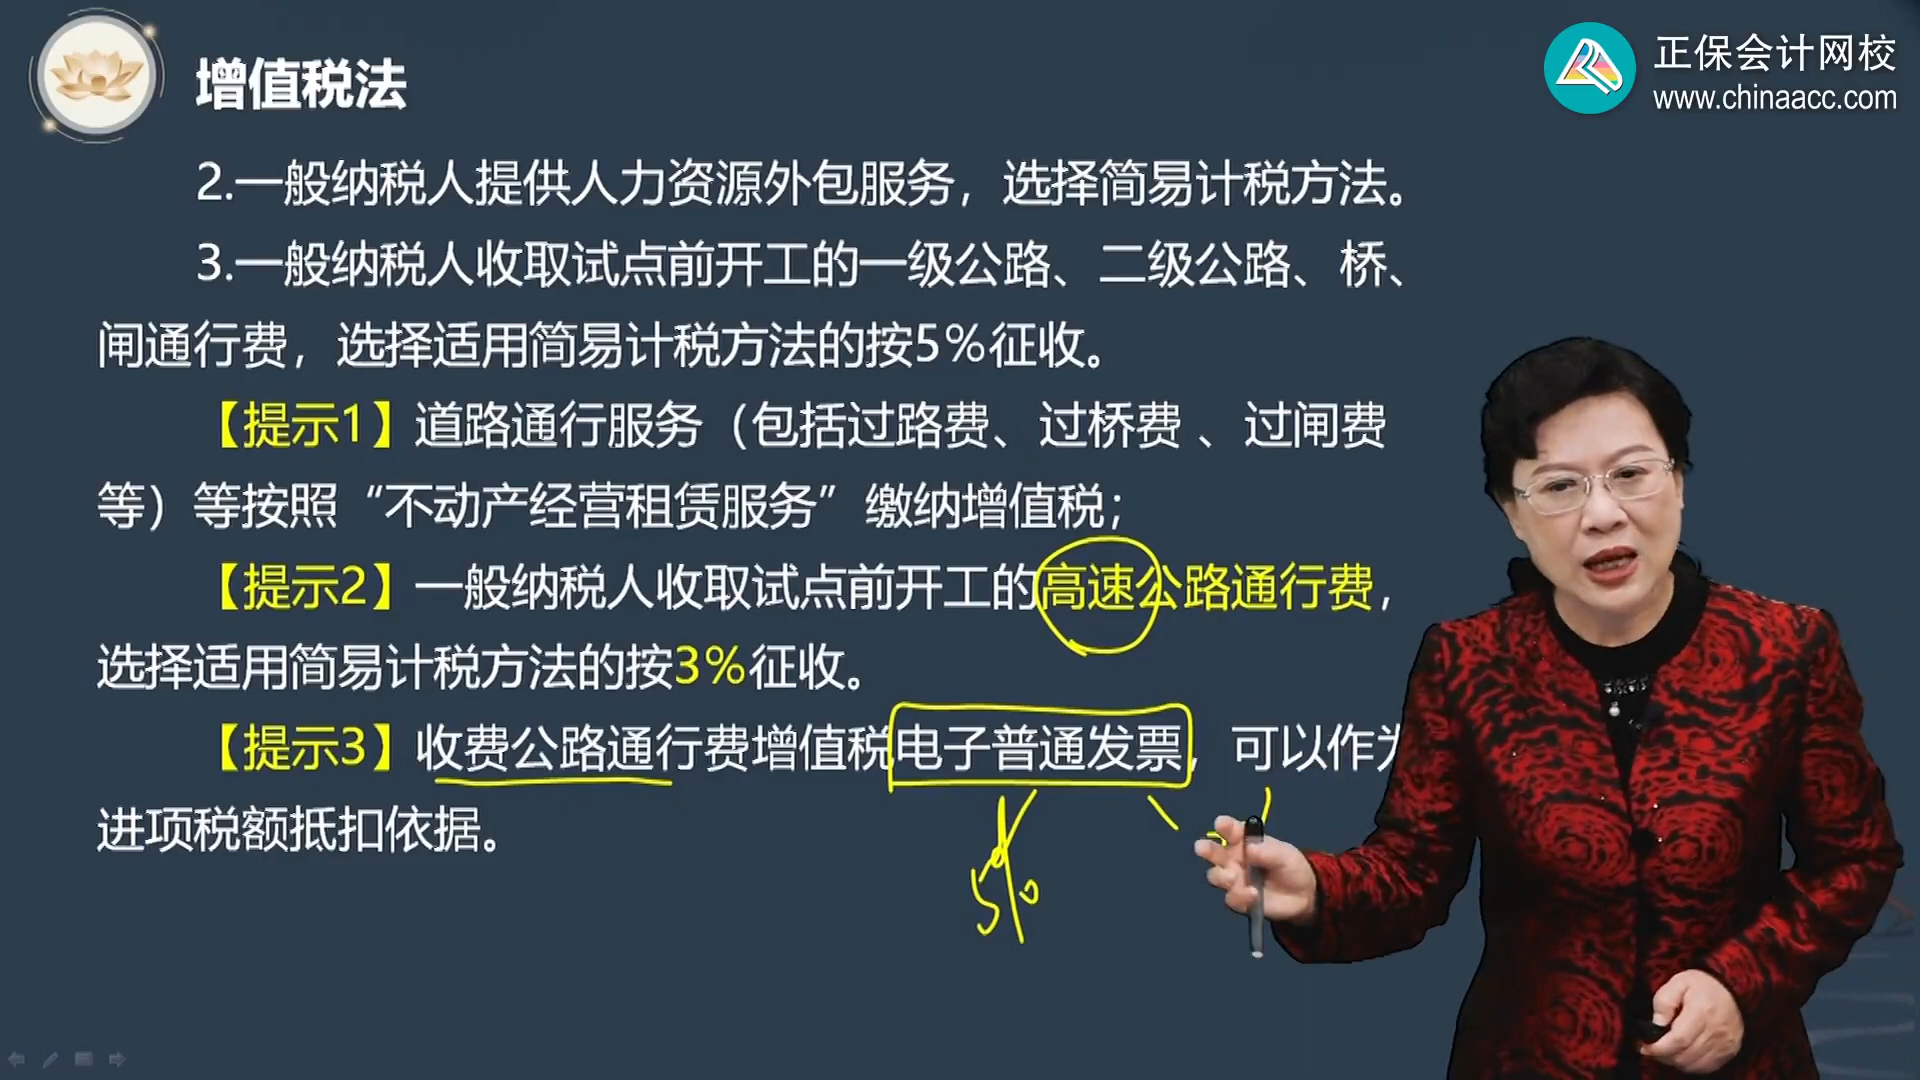 增值税法
正保会计网校
www.chinaacc.com
2.一般纳税人提供人力资源外包服务，选择简易计税方法。
3.一般纳税人收取试点前开工的一级公路、二级公路、桥、
闸通行费，选择适用简易计税方法的按5%征收。
【提示1】道路通行服务（包括过路费、过桥费 、过闸费
等）等按照“不动产经营租赁服务”缴纳增值税；
【提示2】一般纳税人收取试点前开工的高速公路通行费，
选择适用简易计税方法的按3%征收。
【提示3】收费公路通行费增值税电子普通发票，可以作为
进项税额抵扣依据。
5%